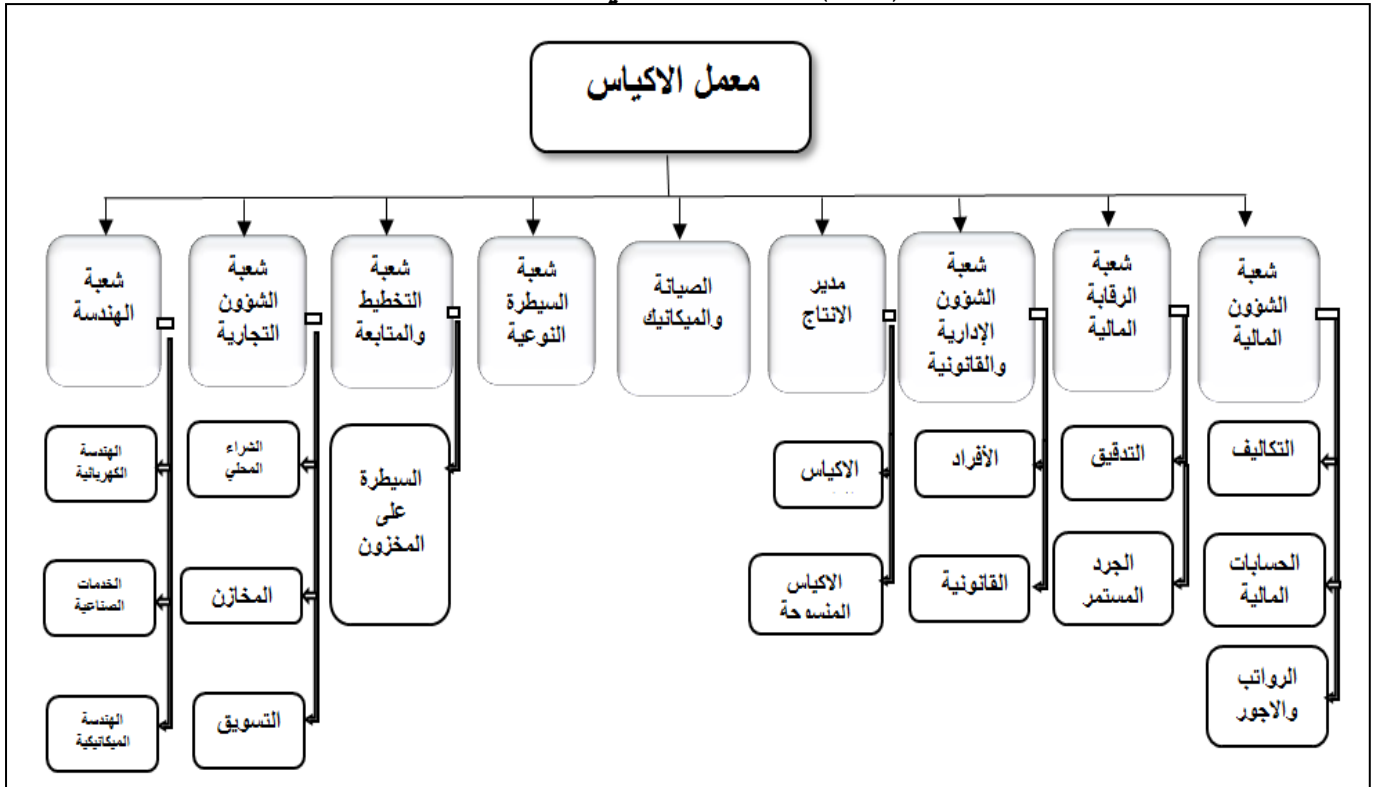 معمل الاكياس
شعبة
الشؤون
المالية
شعبة
الرقابة
المالية
شعبة
الشؤون
الإدارية
والقانونية
مدير
الانتاج
الصيانة
والميكانيك
شعبة
السيطرة
النوعية
شعبة
التخطيط
والمتابعة
شعبة
الشؤون
التجارية
شعبة
الهندسة
التكاليف
الحسابات
المالية
الرواتب
والاجور
التدقيق
الجرد
المستمر
الأفراد
القانونية
الاكياس
الاكياس
المنسوحة
السيطرة
على
المخزون
الشراء
المحلي
المخازن
التسويق
الهندسة
الكهربائية
الخدمات
الصناعية
الهندسة
الميكانيكية